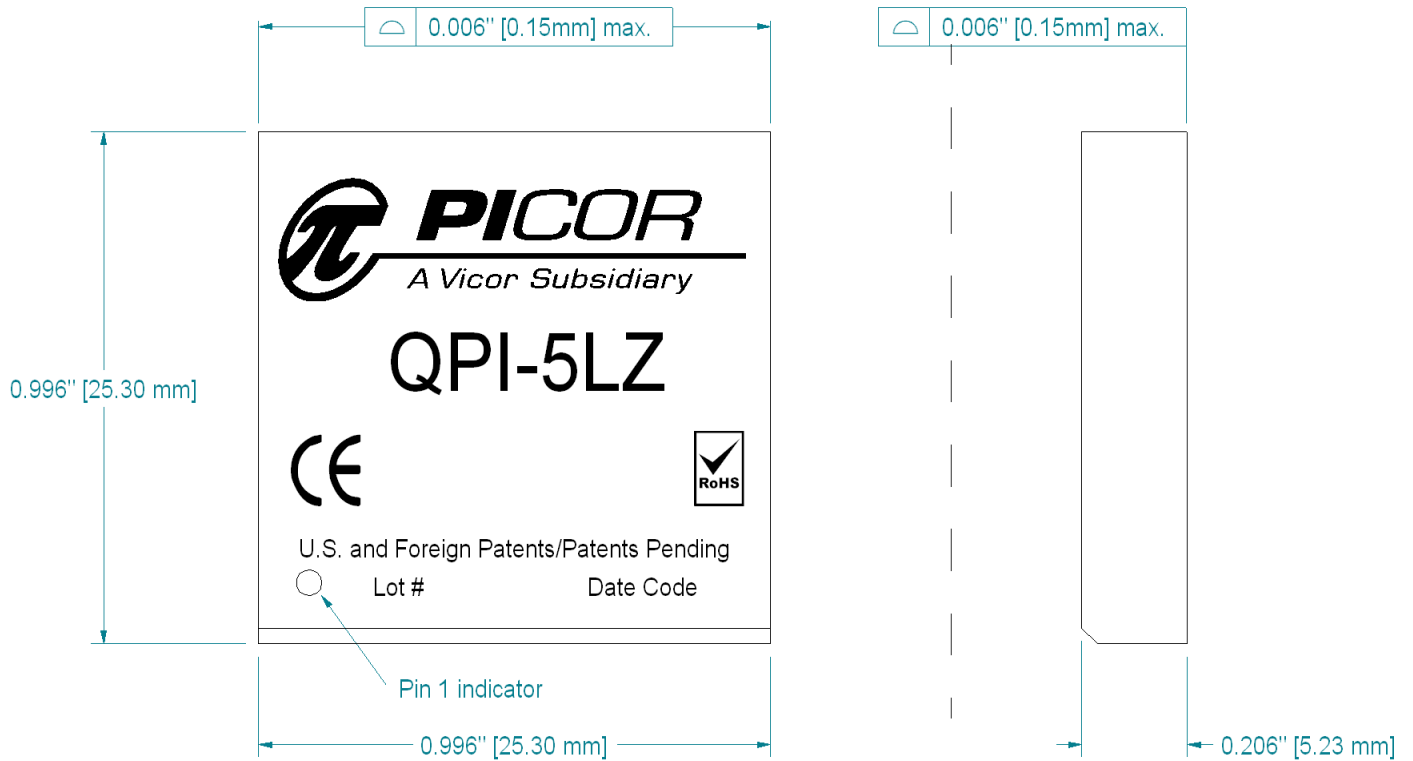 0.006" [0.15mm] max.
0.006" [0.15mm] max.
π PICOR
A Vicor Subsidiary
QPI-5LZ
0.996" [25.30 mm]
CE
RoHS
U.S. and Foreign Patents/Patents Pending
Lot #
Date Code
Pin 1 indicator
0.996" [25.30 mm]
0.206" [5.23 mm]